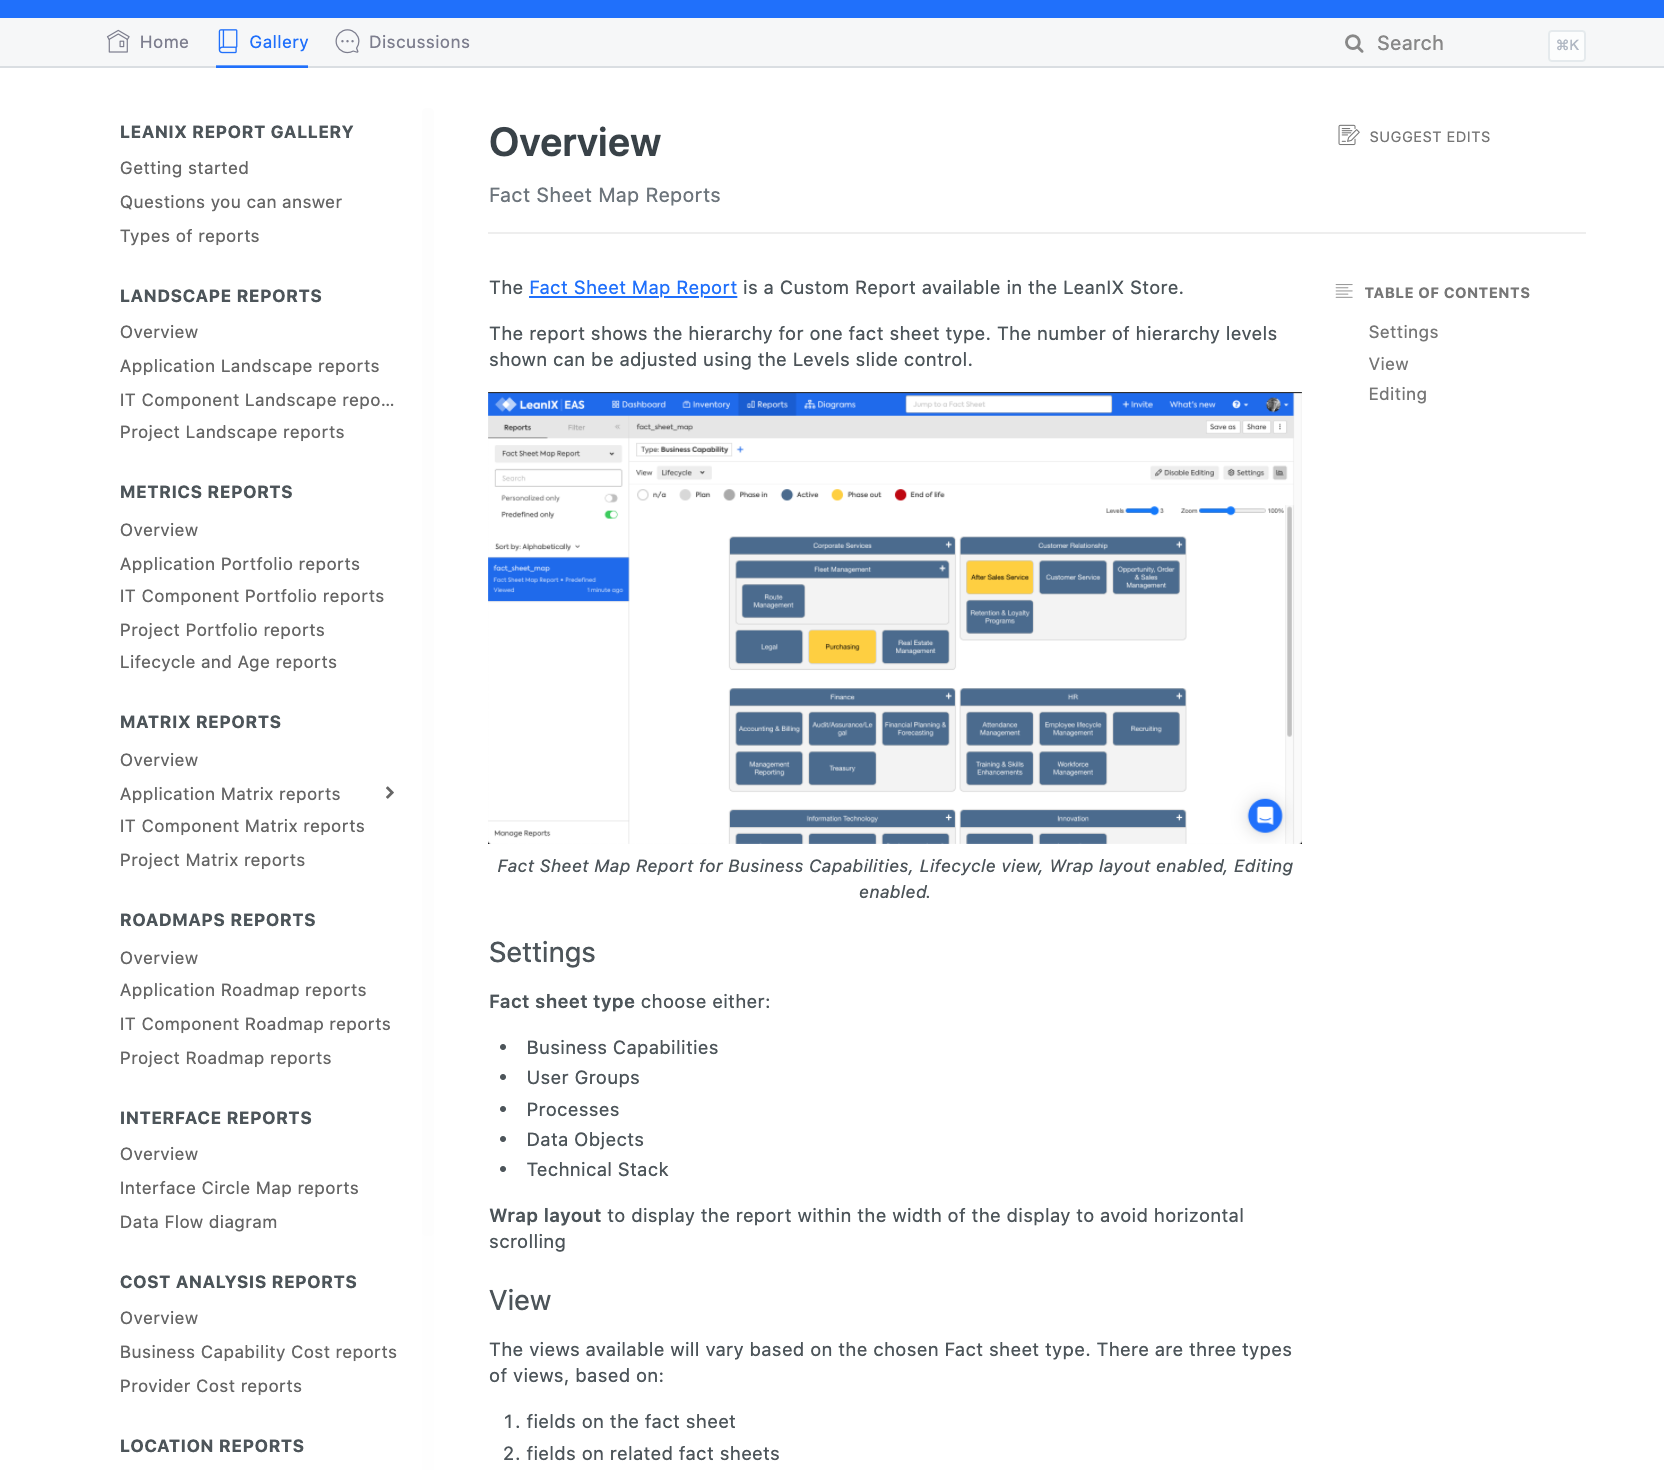 Home
Gallery
Discussions
Search
⌘K
LEANIX REPORT GALLERY
Getting started
Questions you can answer
Types of reports
LANDSCAPE REPORTS
Overview
Application Landscape reports
IT Component Landscape repo...
Project Landscape reports
METRICS REPORTS
Overview
Application Portfolio reports
IT Component Portfolio reports
Project Portfolio reports
Lifecycle and Age reports
MATRIX REPORTS
Overview
Application Matrix reports
IT Component Matrix reports
Project Matrix reports
ROADMAPS REPORTS
Overview
Application Roadmap reports
IT Component Roadmap reports
Project Roadmap reports
INTERFACE REPORTS
Overview
Interface Circle Map reports
Data Flow diagram
COST ANALYSIS REPORTS
Overview
Business Capability Cost reports
Provider Cost reports
LOCATION REPORTS
Overview
Fact Sheet Map Reports
The Fact Sheet Map Report is a Custom Report available in the LeanIX Store.
The report shows the hierarchy for one fact sheet type. The number of hierarchy levels
shown can be adjusted using the Levels slide control.
LeanIX EAS
Dashboard
Inventory
Reports
Diagrams
Jump to a Fact Sheet
+ Invite
What's new
Reports
Filter
«
fact_sheet_map
Save as
Share
Fact Sheet Map Report
Search
Personalized only
Predefined only
Sort by: Alphabetically
fact_sheet_map
Fact Sheet Map Report • Predefined
Viewed
1 minute ago
Manage Reports
Type: Business Capability
+
View
Lifecycle
Disable Editing
Settings
n/a
Plan
Phase in
Active
Phase out
End of life
Levels
3
Zoom
100%
Corporate Services
+
Fleet Management
+
Route
Management
Legal
Purchasing
Real Estate
Management
Customer Relationship
+
After Sales Service
Customer Service
Opportunity, Order
& Sales
Management
Retention & Loyalty
Programs
Finance
+
Accounting & Billing
Audit/Assurance/Le
gal
Financial Planning &
Forecasting
Management
Reporting
Treasury
HR
+
Attendance
Management
Employee lifecycle
Management
Recruiting
Training & Skills
Enhancements
Workforce
Management
Information Technology
+
Innovation
+
Fact Sheet Map Report for Business Capabilities, Lifecycle view, Wrap layout enabled, Editing
enabled.
Settings
Fact sheet type choose either:
• Business Capabilities
• User Groups
• Processes
• Data Objects
• Technical Stack
Wrap layout to display the report within the width of the display to avoid horizontal
scrolling
View
The views available will vary based on the chosen Fact sheet type. There are three types
of views, based on:
1. fields on the fact sheet
2. fields on related fact sheets
SUGGEST EDITS
TABLE OF CONTENTS
Settings
View
Editing